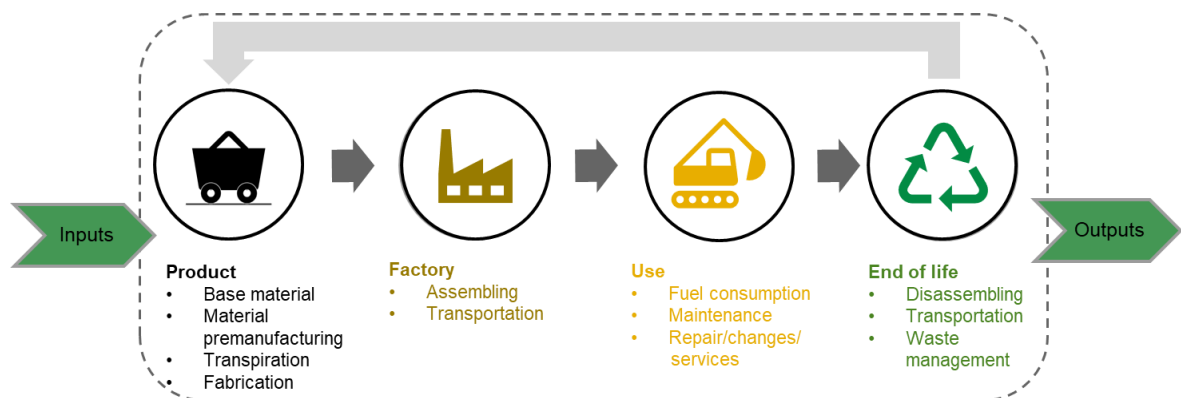 Inputs
Product
• Base material
• Material
premanufacturing
• Transpiration
• Fabrication
Factory
• Assembling
• Transportation
Use
• Fuel consumption
• Maintenance
• Repair/changes/
services
End of life
• Disassembling
• Transportation
• Waste
management
Outputs